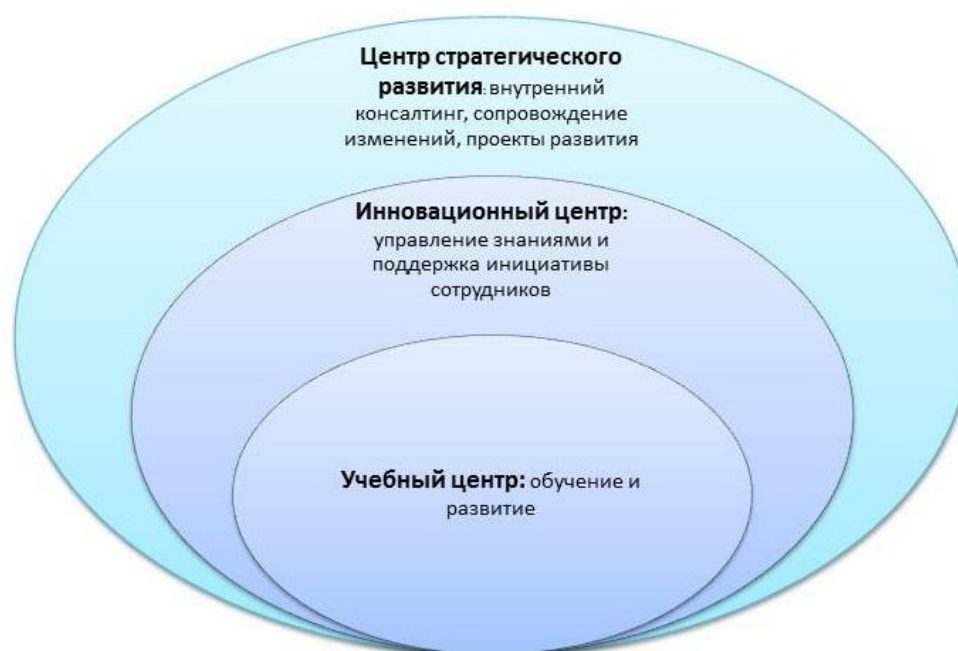 Центр стратегического
развития: внутренний
консалтинг, сопровождение
изменений, проекты развития
Инновационный центр:
управление знаниями и
поддержка инициативы
сотрудников
Учебный центр: обучение и
развитие